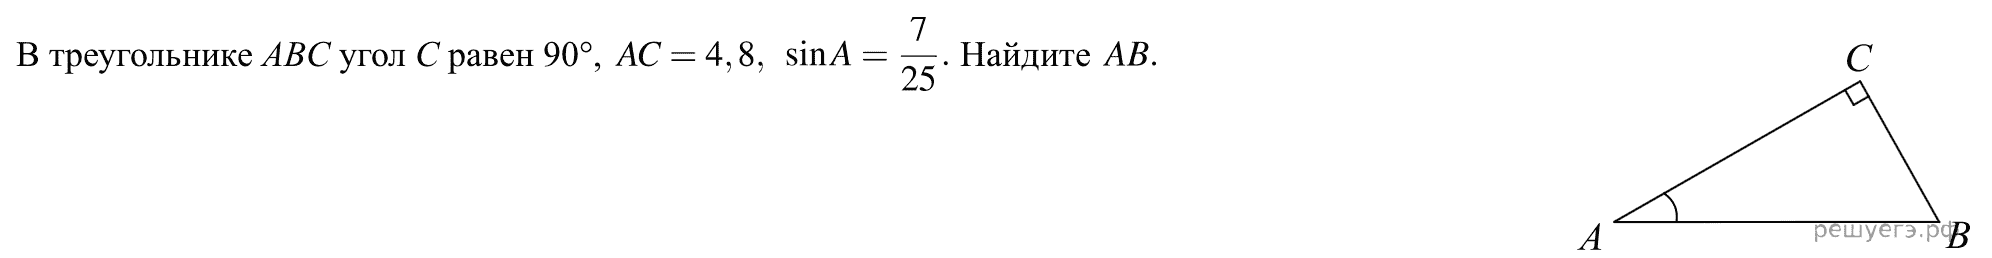 В треугольнике ABC угол C равен 90°, AC = 4,8, sin A = 7/25. Найдите AB.
C
A
B
решуегэ.рф